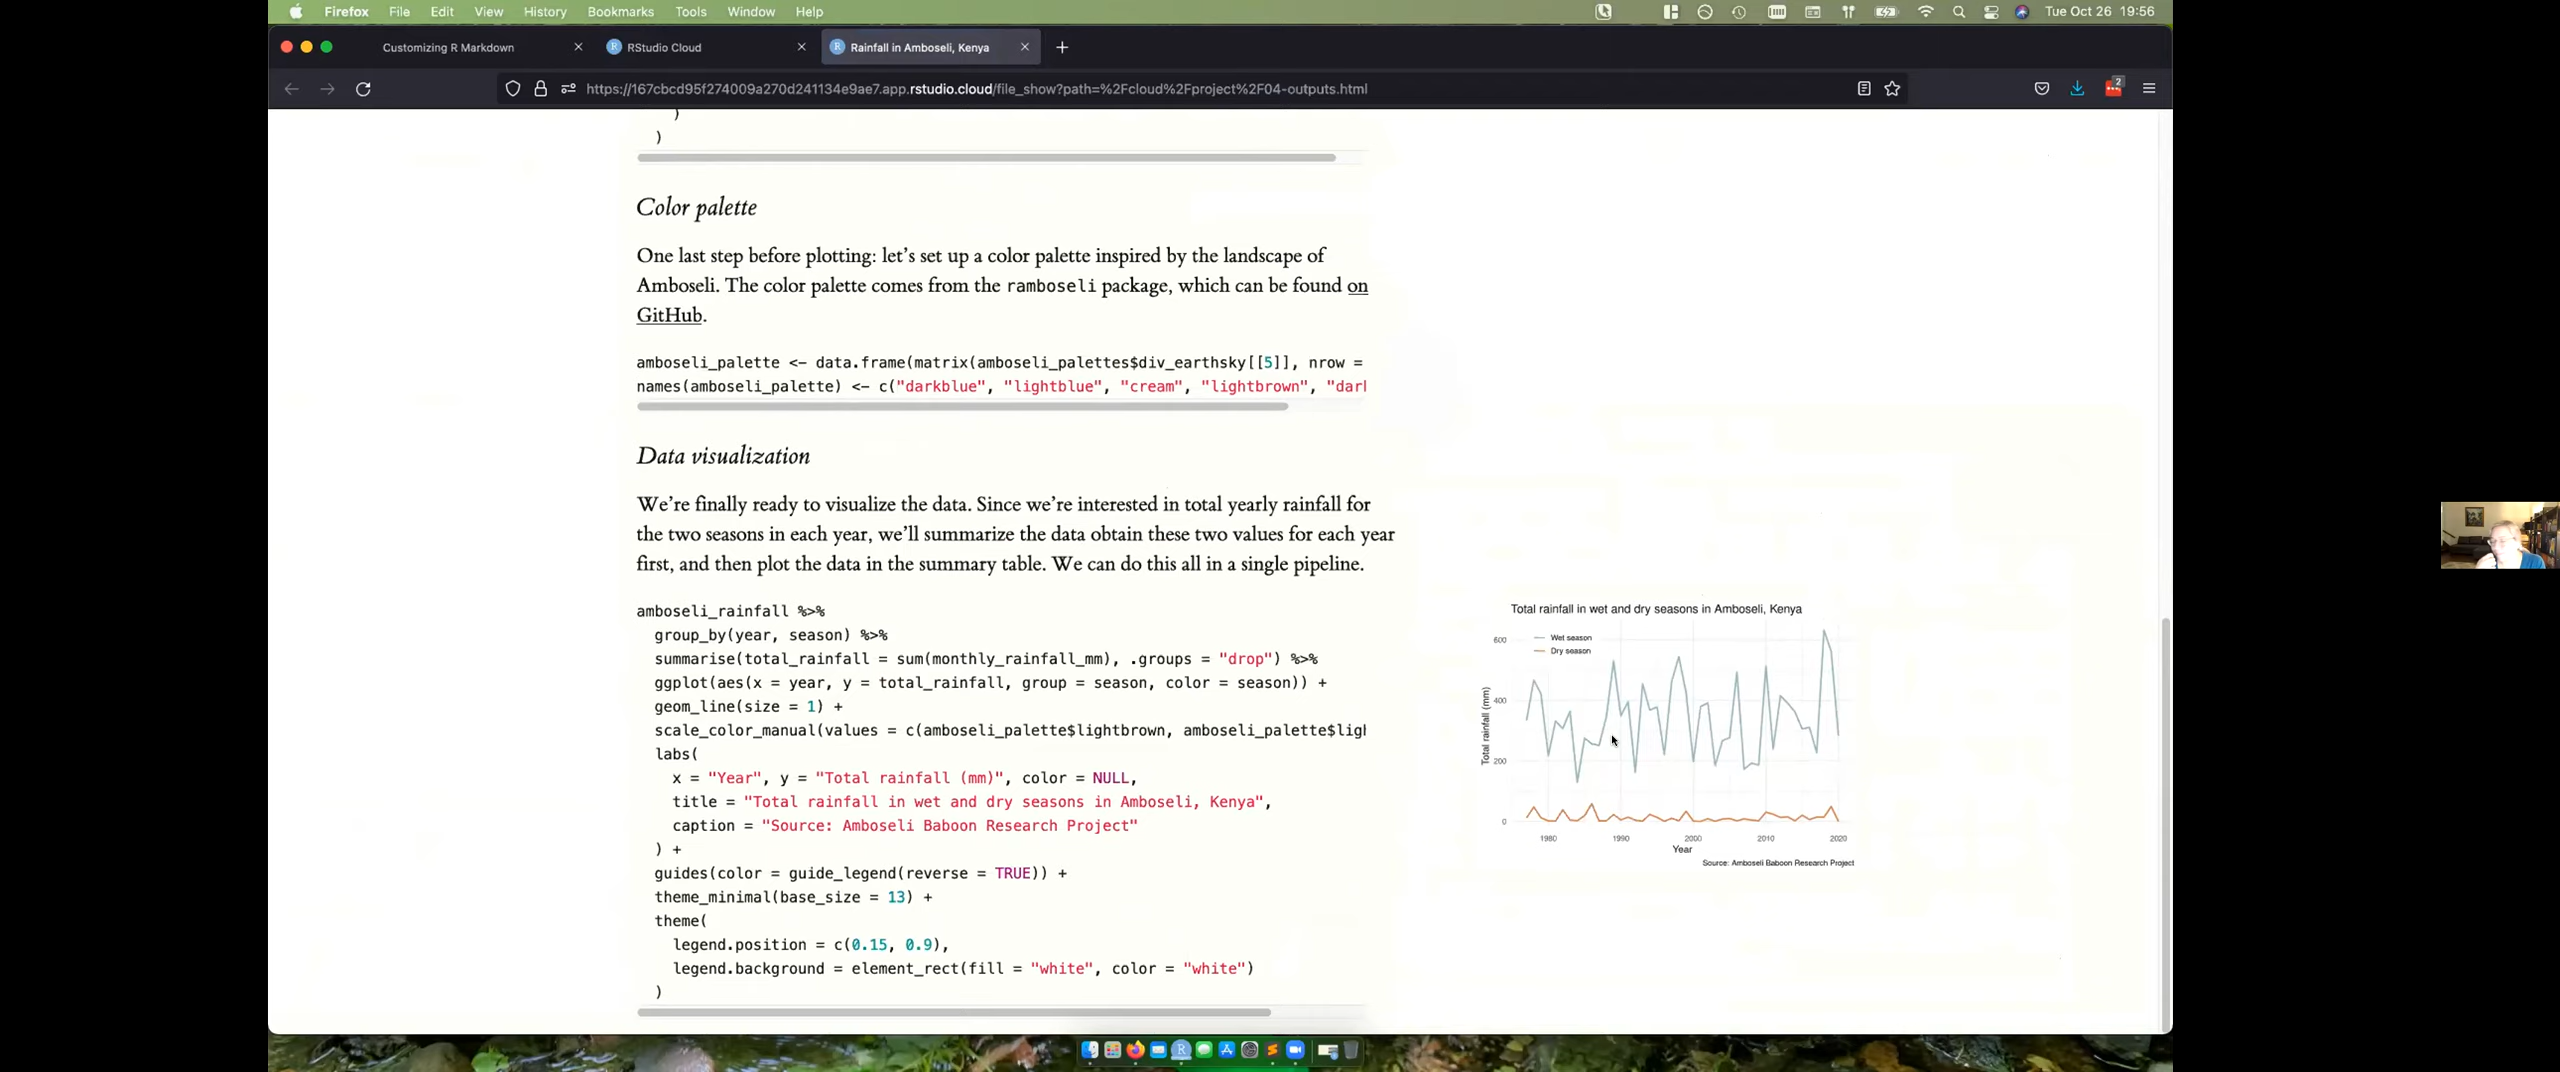 Firefox File Edit View History Bookmarks Tools Window Help Tue Oct 26 19:56
Customizing R Markdown RStudio Cloud Rainfall in Amboseli, Kenya
https://167cbcd95f274009a270d241134e9ae7.app.rstudio.cloud/file_show?path=%2Fcloud%2Fproject%2F04-outputs.html
2
)
)
Color palette
One last step before plotting: let's set up a color palette inspired by the landscape of
Amboseli. The color palette comes from the ramboseli package, which can be found on
GitHub.
amboseli_palette <- data.frame(matrix(amboseli_palettes$div_earthsky[[5]], nrow =
names(amboseli_palette) <- c("darkblue", "lightblue", "cream", "lightbrown", "dark
Data visualization
We're finally ready to visualize the data. Since we're interested in total yearly rainfall for
the two seasons in each year, we'll summarize the data obtain these two values for each year
first, and then plot the data in the summary table. We can do this all in a single pipeline.
amboseli_rainfall %>%
group_by(year, season) %>%
summarise(total_rainfall = sum(monthly_rainfall_mm), .groups = "drop") %>%
ggplot(aes(x = year, y = total_rainfall, group = season, color = season)) +
geom_line(size = 1) +
scale_color_manual(values = c(amboseli_palette$lightbrown, amboseli_palette$ligh
labs(
x = "Year", y = "Total rainfall (mm)", color = NULL,
title = "Total rainfall in wet and dry seasons in Amboseli, Kenya",
caption = "Source: Amboseli Baboon Research Project"
) +
guides(color = guide_legend(reverse = TRUE)) +
theme_minimal(base_size = 13) +
theme(
legend.position = c(0.15, 0.9),
legend.background = element_rect(fill = "white", color = "white")
)
Total rainfall in wet and dry seasons in Amboseli, Kenya
Wet season
Dry season
Total rainfall (mm)
600
400
200
0
1980 1990 2000 2010 2020
Year
Source: Amboseli Baboon Research Project